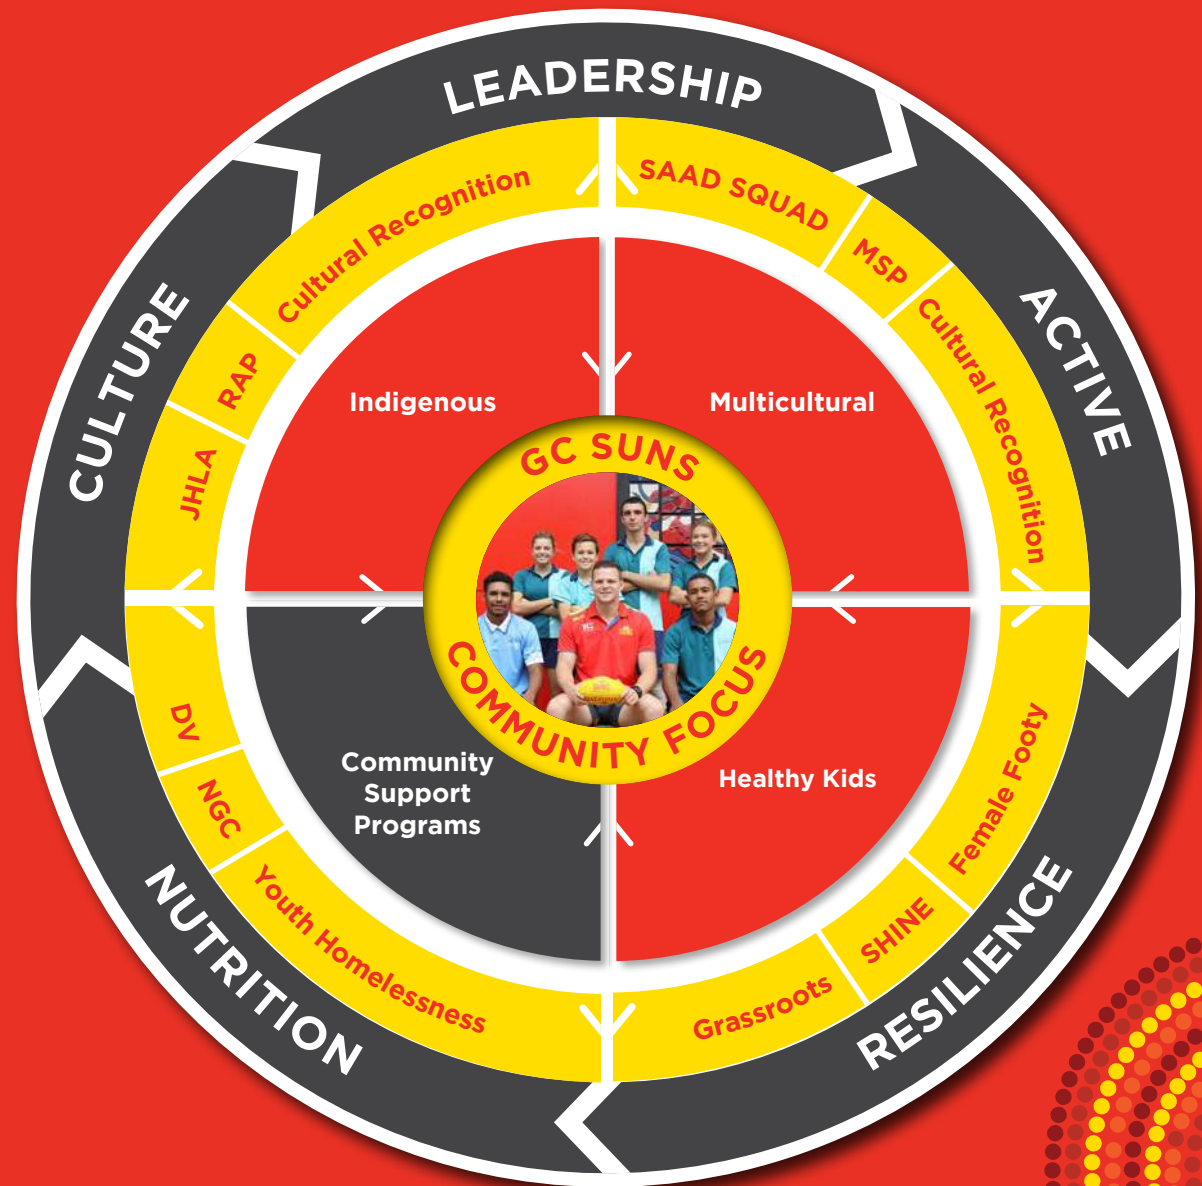 LEADERSHIP
ACTIVE
RESILIENCE
NUTRITION
CULTURE
Cultural Recognition
RAP
JHLA
SAAD SQUAD
MSP
Cultural Recognition
Female Footy
SHINE
Grassroots
DV
NGC
Youth Homelessness
Indigenous
Multicultural
Healthy Kids
Community
Support
Programs
GC SUNS
COMMUNITY FOCUS